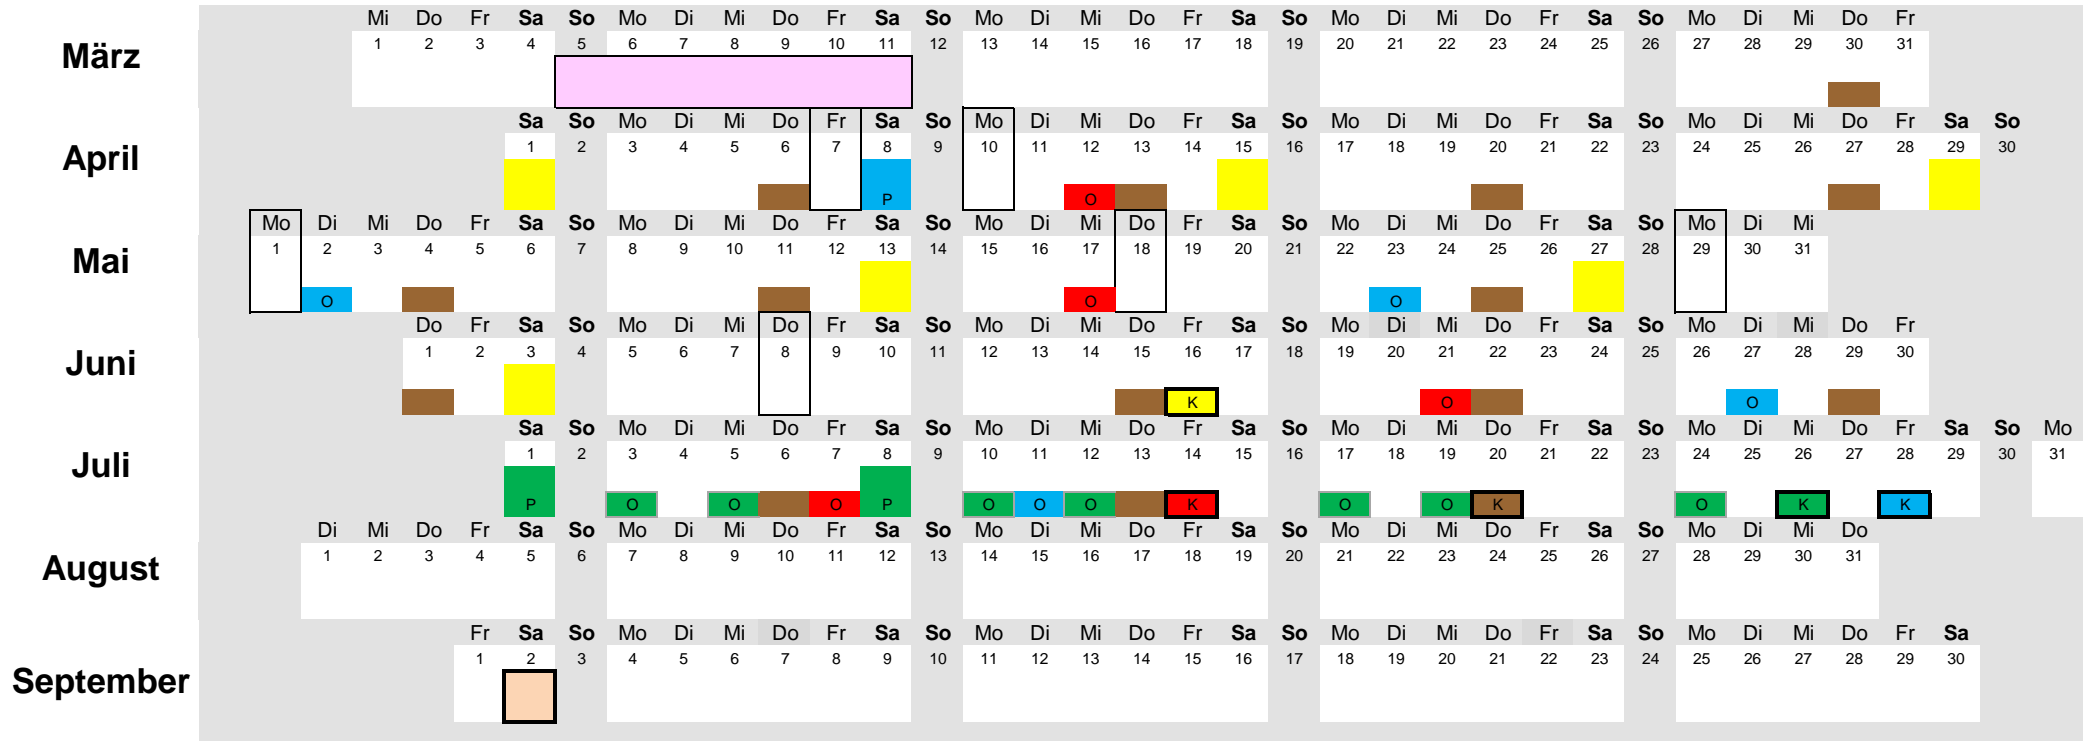 Mi Do Fr Sa So Mo Di Mi Do Fr Sa So Mo Di Mi Do Fr Sa So Mo Di Mi Do Fr Sa So Mo Di Mi Do Fr
März 1 2 3 4 5 6 7 8 9 10 11 12 13 14 15 16 17 18 19 20 21 22 23 24 25 26 27 28 29 30 31
Sa So Mo Di Mi Do Fr Sa So Mo Di Mi Do Fr Sa So Mo Di Mi Do Fr Sa So Mo Di Mi Do Fr Sa So
April 1 2 3 4 5 6 7 8 9 10 11 12 13 14 15 16 17 18 19 20 21 22 23 24 25 26 27 28 29 30
P O
Mo Di Mi Do Fr Sa So Mo Di Mi Do Fr Sa So Mo Di Mi Do Fr Sa So Mo Di Mi Do Fr Sa So Mo Di Mi
Mai 1 2 3 4 5 6 7 8 9 10 11 12 13 14 15 16 17 18 19 20 21 22 23 24 25 26 27 28 29 30 31
O O O
Do Fr Sa So Mo Di Mi Do Fr Sa So Mo Di Mi Do Fr Sa So Mo Di Mi Do Fr Sa So Mo Di Mi Do Fr
Juni 1 2 3 4 5 6 7 8 9 10 11 12 13 14 15 16 17 18 19 20 21 22 23 24 25 26 27 28 29 30
K O O
Sa So Mo Di Mi Do Fr Sa So Mo Di Mi Do Fr Sa So Mo Di Mi Do Fr Sa So Mo Di Mi Do Fr Sa So Mo
Juli 1 2 3 4 5 6 7 8 9 10 11 12 13 14 15 16 17 18 19 20 21 22 23 24 25 26 27 28 29 30 31
P O O O P O O O K O O K O K K
Di Mi Do Fr Sa So Mo Di Mi Do Fr Sa So Mo Di Mi Do Fr Sa So Mo Di Mi Do Fr Sa So Mo Di Mi Do
August 1 2 3 4 5 6 7 8 9 10 11 12 13 14 15 16 17 18 19 20 21 22 23 24 25 26 27 28 29 30 31
Fr Sa So Mo Di Mi Do Fr Sa So Mo Di Mi Do Fr Sa So Mo Di Mi Do Fr Sa So Mo Di Mi Do Fr Sa
September 1 2 3 4 5 6 7 8 9 10 11 12 13 14 15 16 17 18 19 20 21 22 23 24 25 26 27 28 29 30